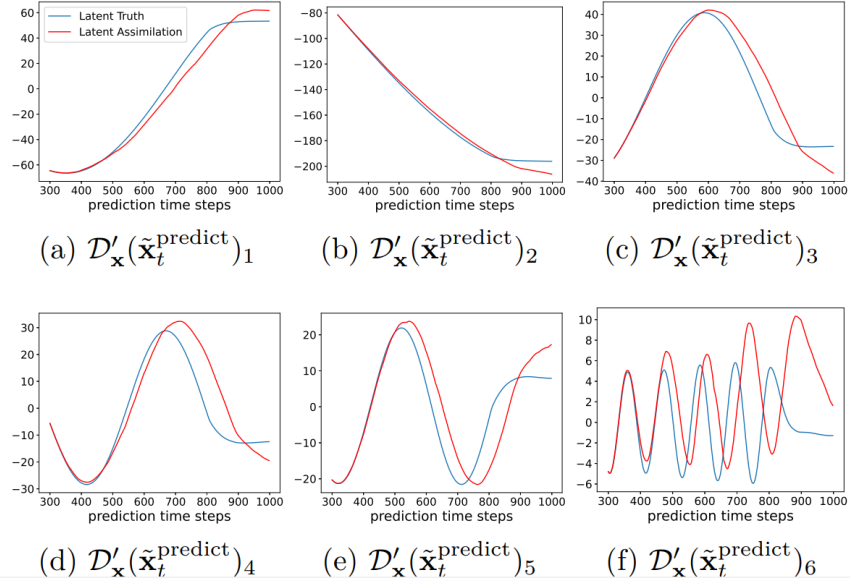 60
40
20
0
−20
−40
−60
Latent Truth
Latent Assimilation
300 400 500 600 700 800 900 1000
prediction time steps
(a) 𝒟′ₓ(x̃ₜᵖʳᵉᵈⁱᶜᵗ)₁
−80
−100
−120
−140
−160
−180
−200
300 400 500 600 700 800 900 1000
prediction time steps
(b) 𝒟′ₓ(x̃ₜᵖʳᵉᵈⁱᶜᵗ)₂
40
30
20
10
0
−10
−20
−30
−40
300 400 500 600 700 800 900 1000
prediction time steps
(c) 𝒟′ₓ(x̃ₜᵖʳᵉᵈⁱᶜᵗ)₃
30
20
10
0
−10
−20
−30
300 400 500 600 700 800 900 1000
prediction time steps
(d) 𝒟′ₓ(x̃ₜᵖʳᵉᵈⁱᶜᵗ)₄
20
10
0
−10
−20
300 400 500 600 700 800 900 1000
prediction time steps
(e) 𝒟′ₓ(x̃ₜᵖʳᵉᵈⁱᶜᵗ)₅
10
8
6
4
2
0
−2
−4
−6
300 400 500 600 700 800 900 1000
prediction time steps
(f) 𝒟′ₓ(x̃ₜᵖʳᵉᵈⁱᶜᵗ)₆